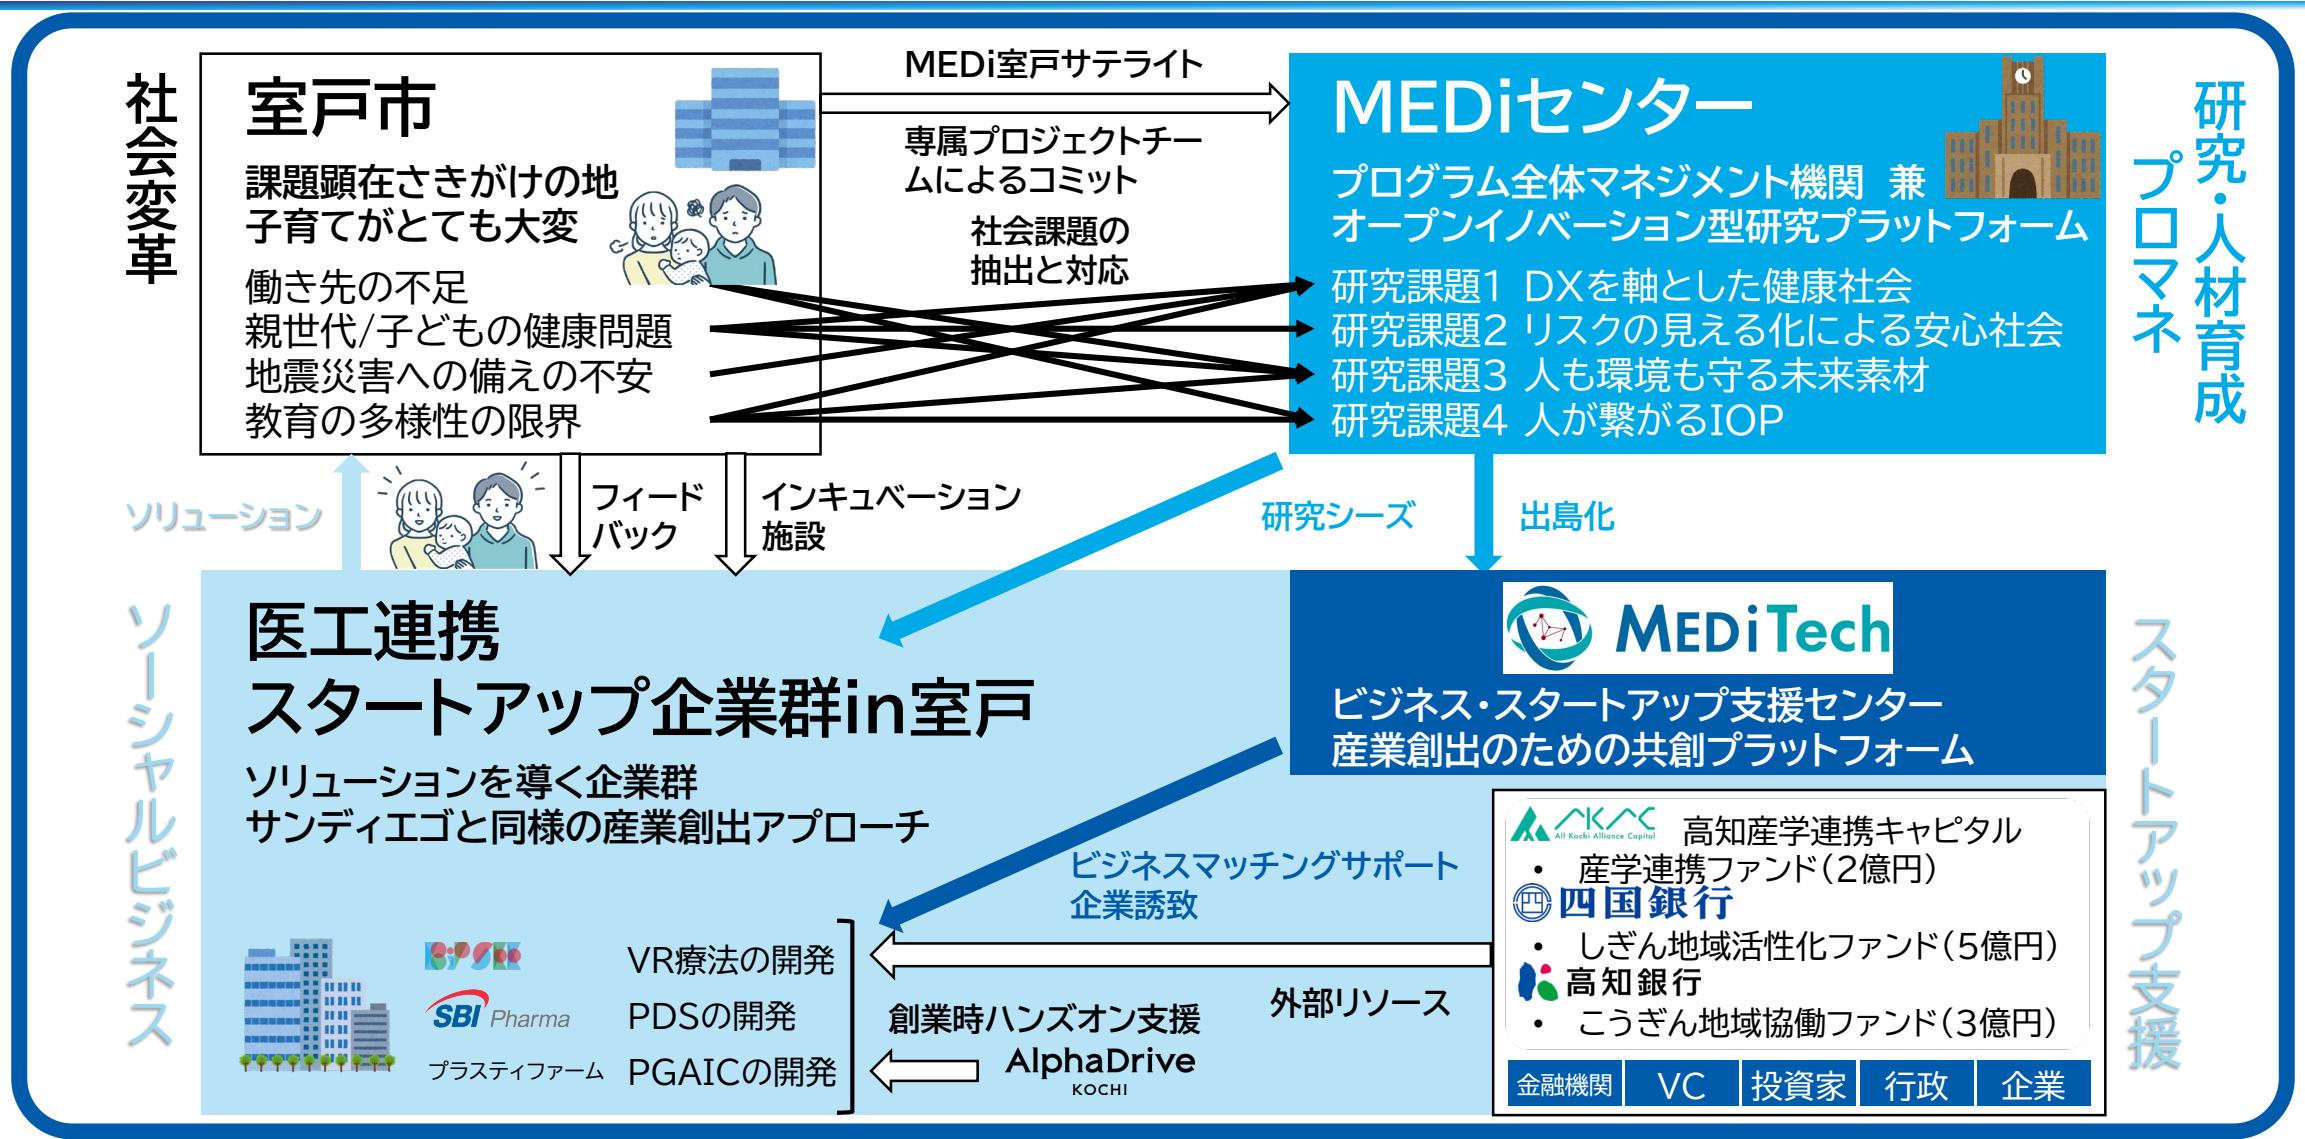 社会変革
室戸市
課題顕在さきがけの地
子育てがとても大変
働き先の不足
親世代/子どもの健康問題
地震災害への備えの不安
教育の多様性の限界
MEDi室戸サテライト
専属プロジェクトチー
ムによるコミット
社会課題の
抽出と対応
MEDiセンター
プログラム全体マネジメント機関 兼
オープンイノベーション型研究プラットフォーム
研究課題1 DXを軸とした健康社会
研究課題2 リスクの見える化による安心社会
研究課題3 人も環境も守る未来素材
研究課題4 人が繋がるIOP
研究・人材育成
プロマネ
ソリューション
フィード
バック
インキュベーション
施設
研究シーズ
出島化
ソーシャルビジネス
医工連携
スタートアップ企業群in室戸
ソリューションを導く企業群
サンディエゴと同様の産業創出アプローチ
MEDiTech
ビジネス・スタートアップ支援センター
産業創出のための共創プラットフォーム
スタートアップ支援
ビジネスマッチングサポート
企業誘致
BiPSEE
VR療法の開発
SBI Pharma
PDSの開発
プラスティファーム
PGAICの開発
創業時ハンズオン支援
AlphaDrive
KOCHI
外部リソース
AKAC
All Kochi Alliance Capital
高知産学連携キャピタル
• 産学連携ファンド(2億円)
四国銀行
• しぎん地域活性化ファンド(5億円)
高知銀行
• こうぎん地域協働ファンド(3億円)
金融機関
VC
投資家
行政
企業